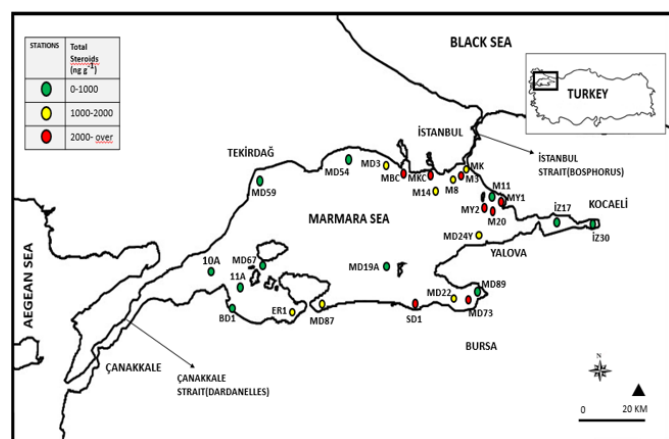 STATIONS Total Steroids (ng g⁻¹)
0-1000
1000-2000
2000- over
BLACK SEA
TURKEY
İSTANBUL
İSTANBUL STRAIT(BOSPHORUS)
TEKİRDAĞ
MD54
MD3
MBC
MKC
MK
M3
M8
M14
MD59
M11
MY1
KOCAELİ
MARMARA SEA
MY2
M20
İZ17
İZ30
MD24Y
YALOVA
AEGEAN SEA
10A
MD67
11A
MD19A
MD89
MD22
MD73
BD1
ER1
MD87
SD1
BURSA
ÇANAKKALE
ÇANAKKALE
STRAIT(DARDANELLES)
N
0 20 KM